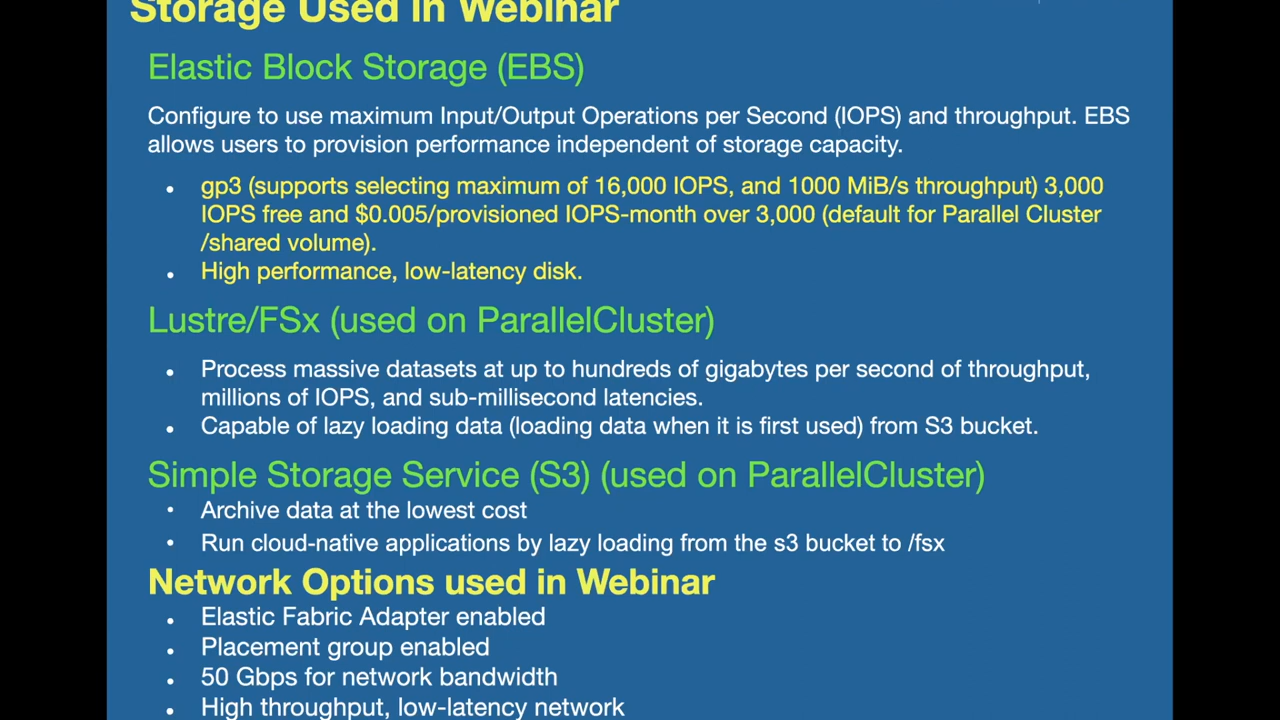 Storage Used in Webinar
Elastic Block Storage (EBS)
Configure to use maximum Input/Output Operations per Second (IOPS) and throughput. EBS
allows users to provision performance independent of storage capacity.
• gp3 (supports selecting maximum of 16,000 IOPS, and 1000 MiB/s throughput) 3,000
IOPS free and $0.005/provisioned IOPS-month over 3,000 (default for Parallel Cluster
/shared volume).
• High performance, low-latency disk.
Lustre/FSx (used on ParallelCluster)
• Process massive datasets at up to hundreds of gigabytes per second of throughput,
millions of IOPS, and sub-millisecond latencies.
• Capable of lazy loading data (loading data when it is first used) from S3 bucket.
Simple Storage Service (S3) (used on ParallelCluster)
• Archive data at the lowest cost
• Run cloud-native applications by lazy loading from the s3 bucket to /fsx
Network Options used in Webinar
• Elastic Fabric Adapter enabled
• Placement group enabled
• 50 Gbps for network bandwidth
• High throughput, low-latency network